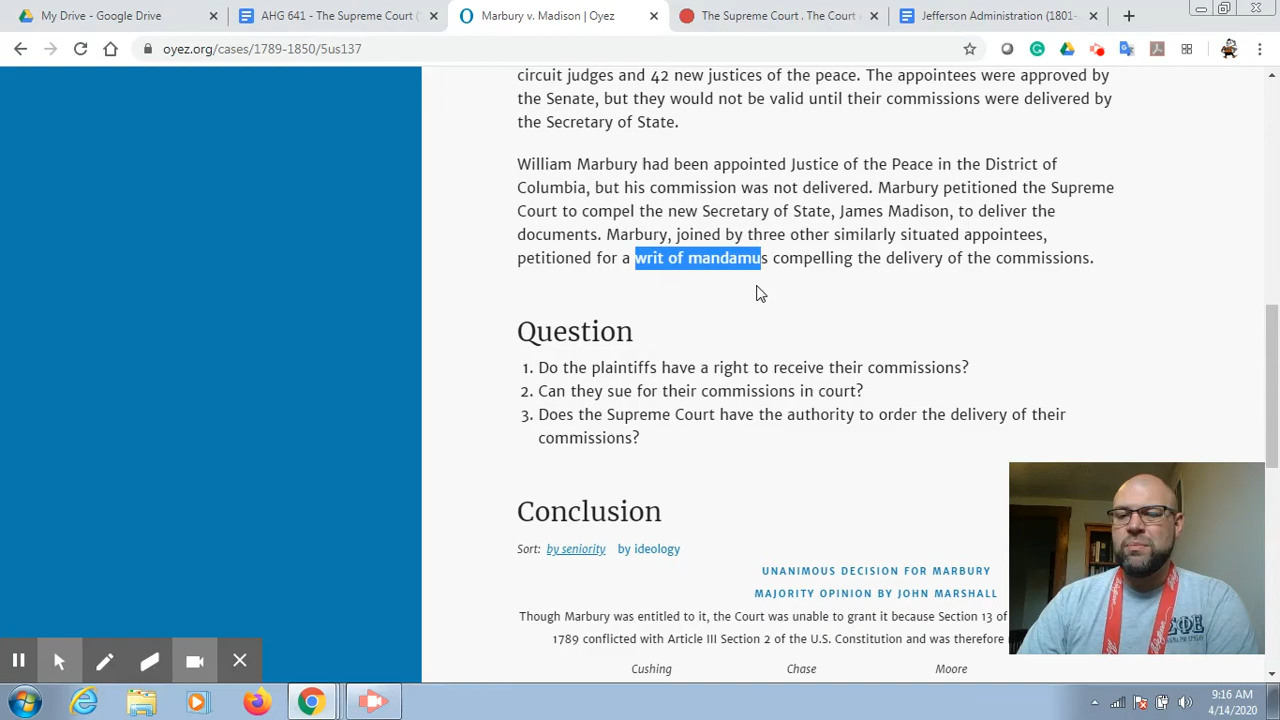 My Drive - Google Drive
AHG 641 - The Supreme Court (
Marbury v. Madison | Oyez
The Supreme Court . The Court
Jefferson Administration (1801-
oyez.org/cases/1789-1850/5us137
circuit judges and 42 new justices of the peace. The appointees were approved by
the Senate, but they would not be valid until their commissions were delivered by
the Secretary of State.
William Marbury had been appointed Justice of the Peace in the District of
Columbia, but his commission was not delivered. Marbury petitioned the Supreme
Court to compel the new Secretary of State, James Madison, to deliver the
documents. Marbury, joined by three other similarly situated appointees,
petitioned for a writ of mandamus compelling the delivery of the commissions.
Question
1. Do the plaintiffs have a right to receive their commissions?
2. Can they sue for their commissions in court?
3. Does the Supreme Court have the authority to order the delivery of their
commissions?
Conclusion
Sort: by seniority by ideology
UNANIMOUS DECISION FOR MARBURY
MAJORITY OPINION BY JOHN MARSHALL
Though Marbury was entitled to it, the Court was unable to grant it because Section 13 of
1789 conflicted with Article III Section 2 of the U.S. Constitution and was therefore
Cushing Chase Moore
ΣΦΕ
9:16 AM
4/14/2020